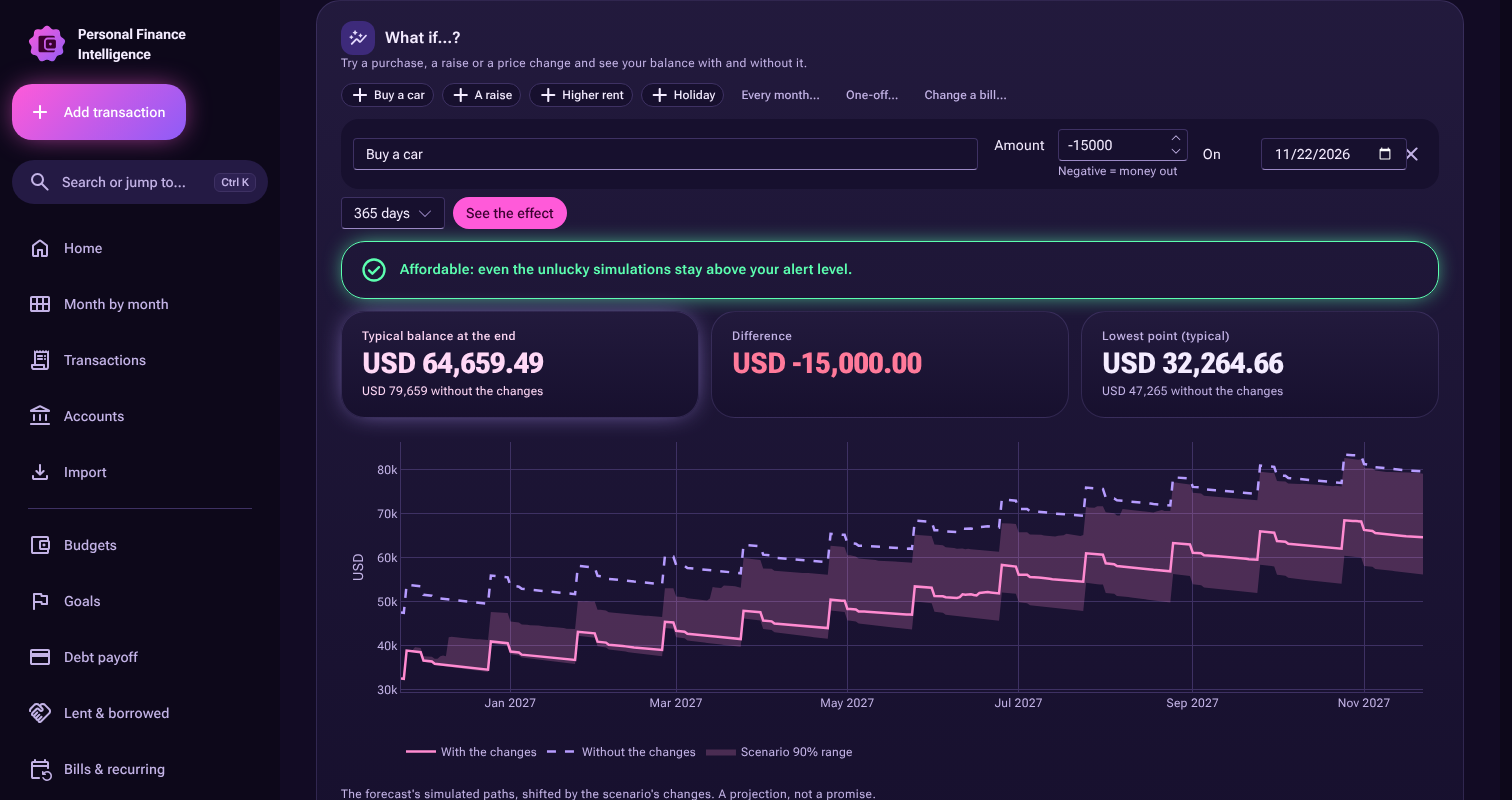 Personal Finance
Intelligence
Add transaction
Search or jump to... Ctrl K
Home
Month by month
Transactions
Accounts
Import
Budgets
Goals
Debt payoff
Lent & borrowed
Bills & recurring
What if...?
Try a purchase, a raise or a price change and see your balance with and without it.
Buy a car A raise Higher rent Holiday Every month... One-off... Change a bill...
Buy a car Amount -15000 On 11/22/2026
Negative = money out
365 days See the effect
Affordable: even the unlucky simulations stay above your alert level.
Typical balance at the end
USD 64,659.49
USD 79,659 without the changes
Difference
USD -15,000.00
Lowest point (typical)
USD 32,264.66
USD 47,265 without the changes
USD
80k
70k
60k
50k
40k
30k
Jan 2027 Mar 2027 May 2027 Jul 2027 Sep 2027 Nov 2027
With the changes Without the changes Scenario 90% range
The forecast's simulated paths, shifted by the scenario's changes. A projection, not a promise.